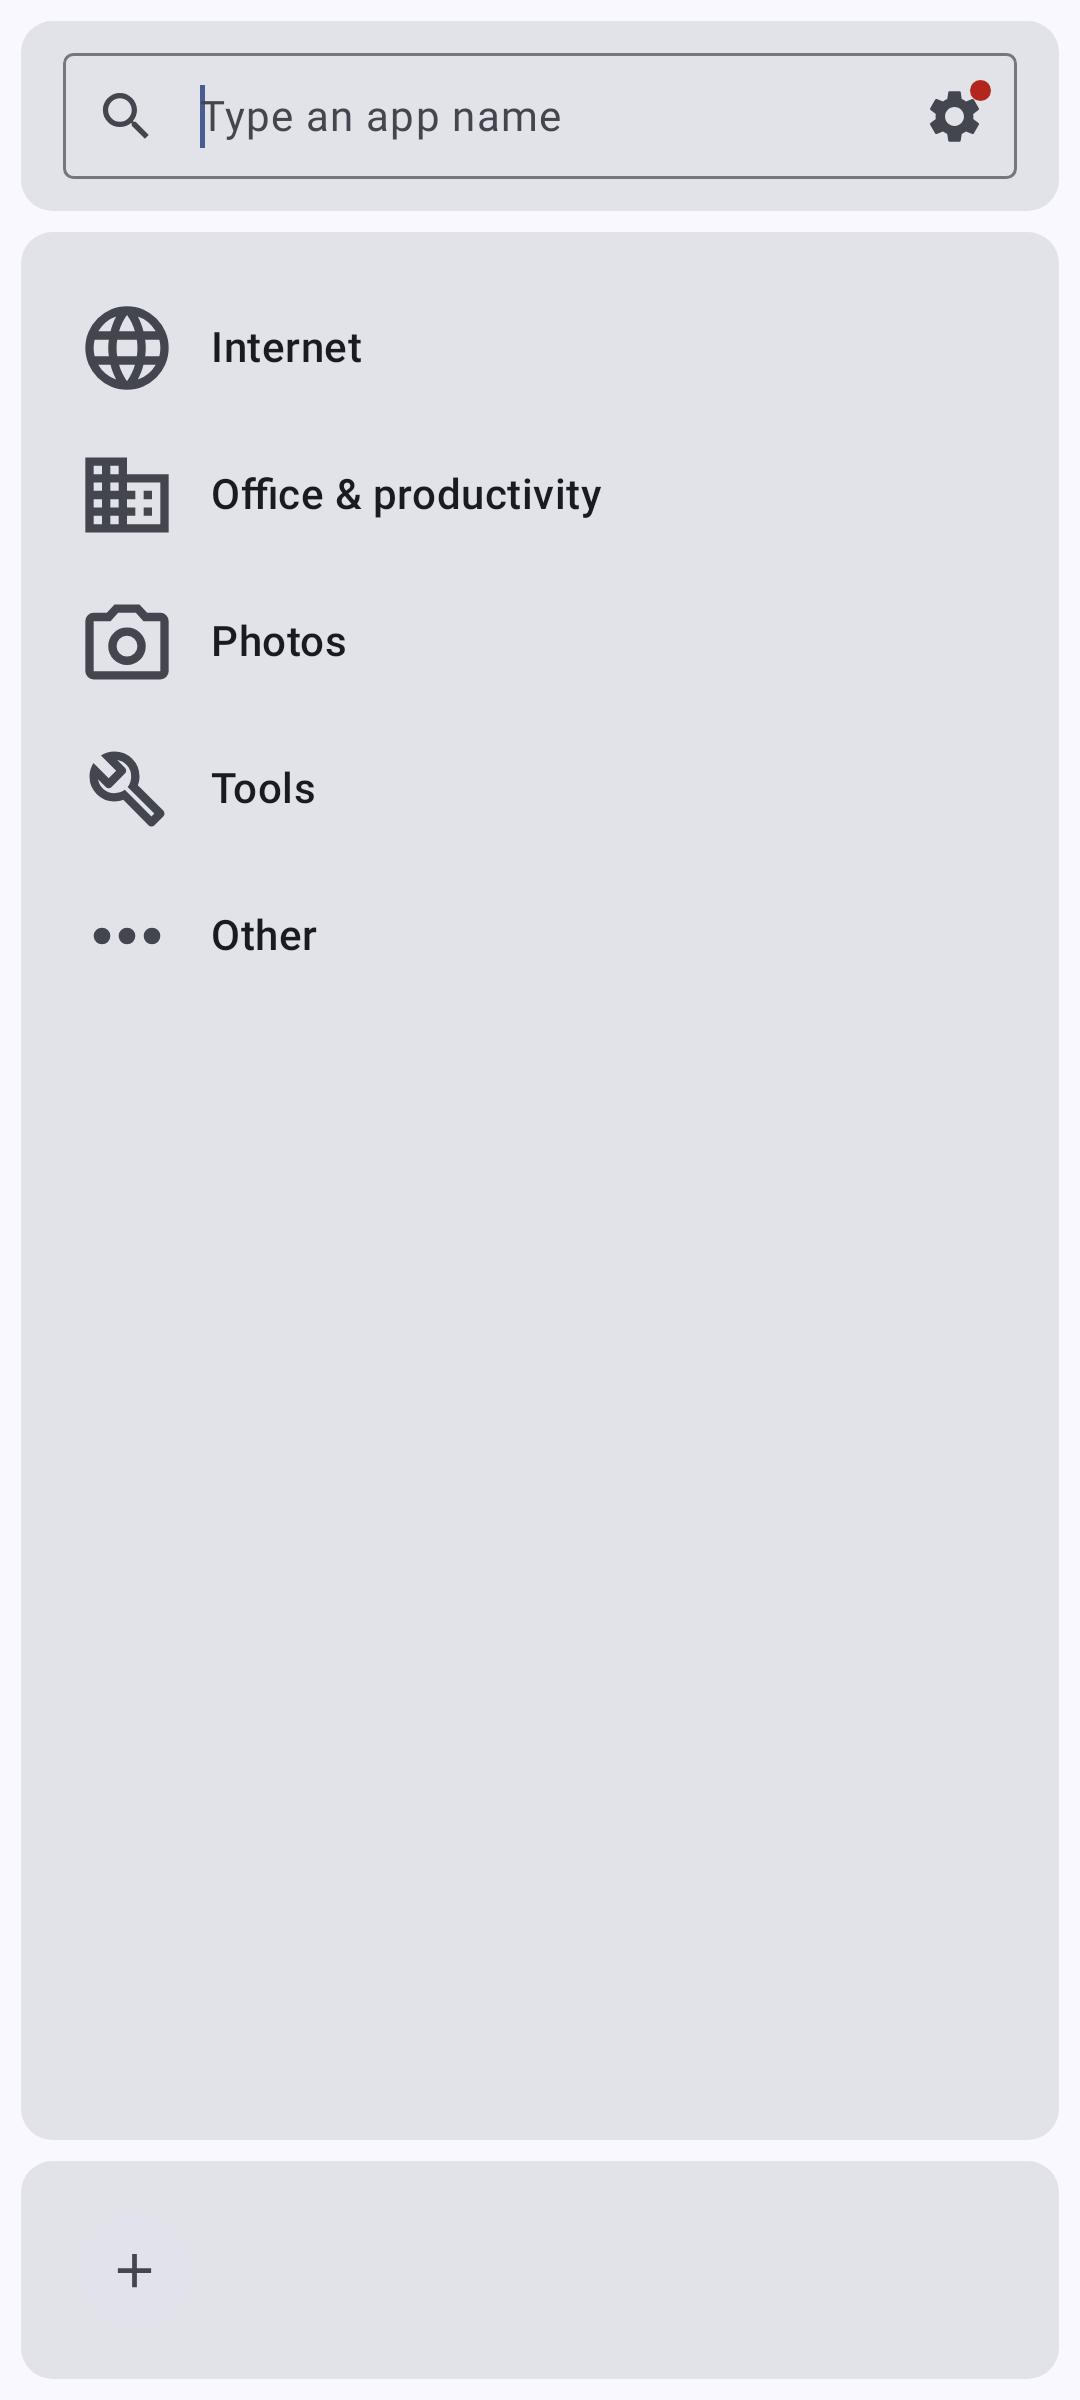 Type an app name
Internet
Office & productivity
Photos
Tools
Other